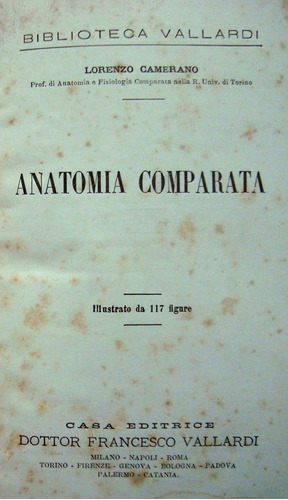 BIBLIOTECA VALLARDI
LORENZO CAMERANO
Prof. di Anatomia e Fisiologia Comparata nella R. Univ. di Torino
ANATOMIA COMPARATA
Illustrato da 117 figure
CASA EDITRICE
DOTTOR FRANCESCO VALLARDI
MILANO - NAPOLI - ROMA
TORINO - FIRENZE - GENOVA - BOLOGNA - PADOVA
PALERMO - CATANIA.